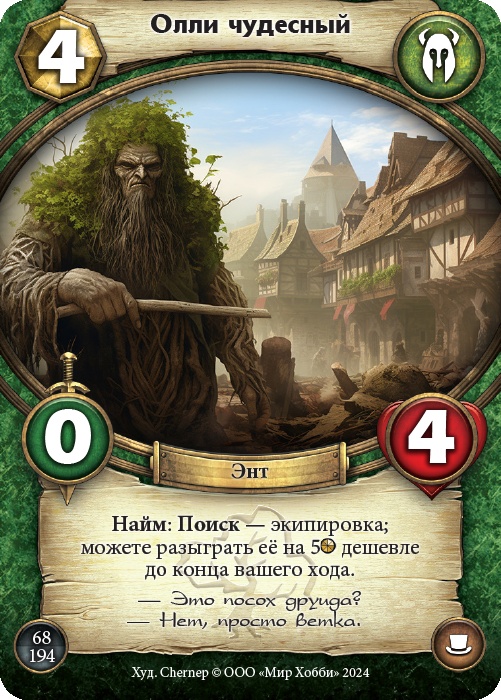 Олли чудесный
4
0
4
Энт
Найм: Поиск — экипировка;
можете разыграть её на 5 дешевле
до конца вашего хода.
— Это посох друида?
— Нет, просто ветка.
68
194
Худ. Chernep © ООО «Мир Хобби» 2024